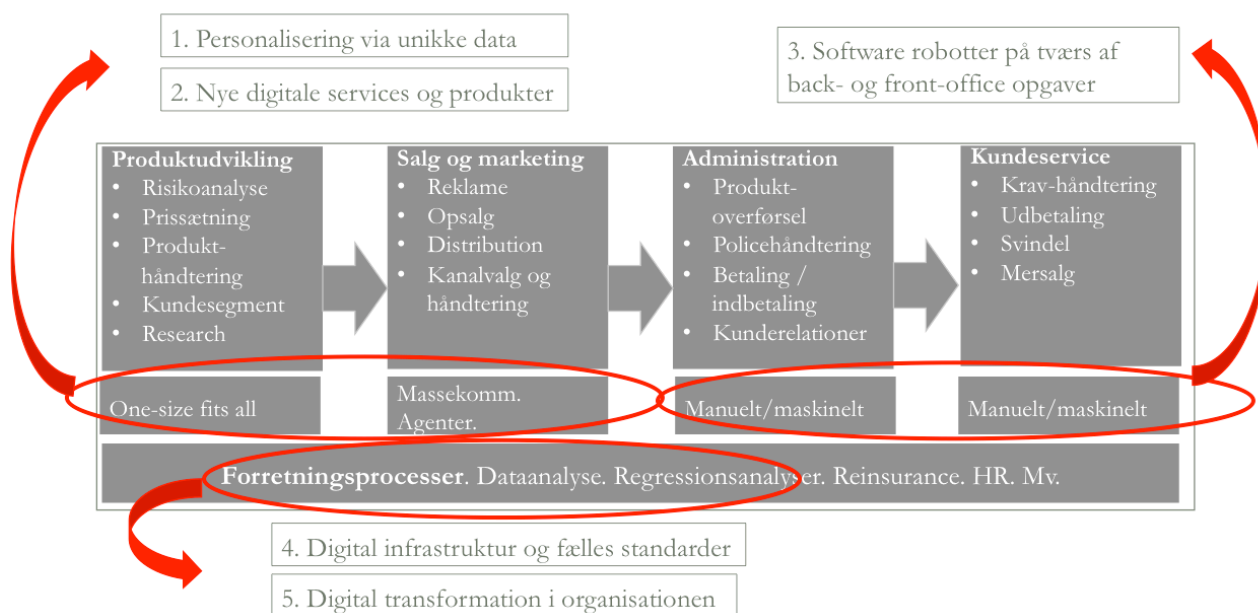 1. Personalisering via unikke data
2. Nye digitale services og produkter
3. Software robotter på tværs af
back- og front-office opgaver
Produktudvikling
• Risikoanalyse
• Prissætning
• Produkt-
håndtering
• Kundesegment
• Research
Salg og marketing
• Reklame
• Opsalg
• Distribution
• Kanalvalg og
håndtering
Administration
• Produkt-
overførsel
• Policehåndtering
• Betaling /
indbetaling
• Kunderelationer
Kundeservice
• Krav-håndtering
• Udbetaling
• Svindel
• Mersalg
One-size fits all
Massekomm.
Agenter.
Manuelt/maskinelt
Manuelt/maskinelt
Forretningsprocesser. Dataanalyse. Regressionsanalyser. Reinsurance. HR. Mv.
4. Digital infrastruktur og fælles standarder
5. Digital transformation i organisationen